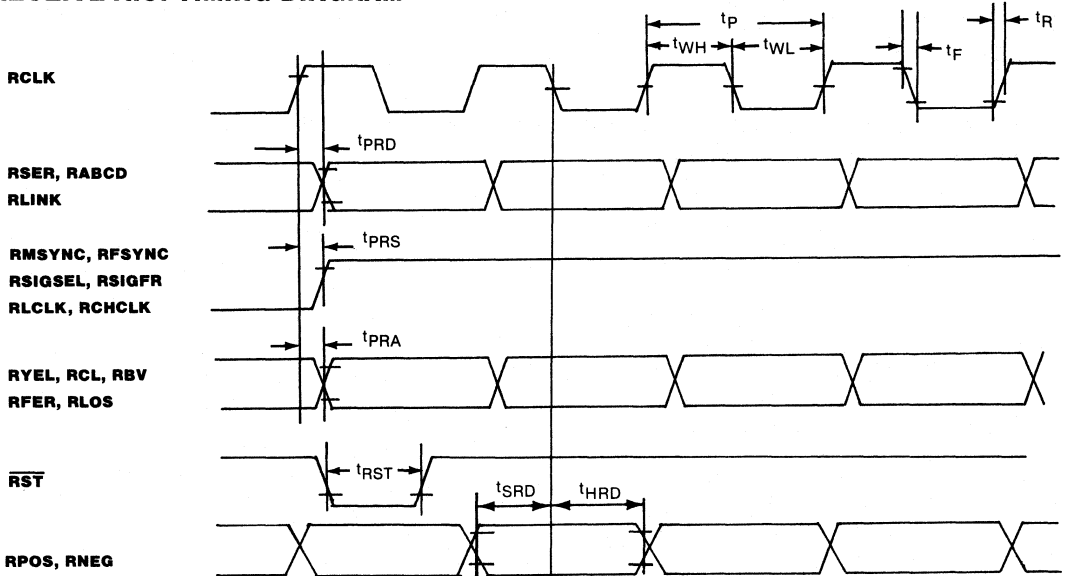 tP
tR
tWH
tWL
tF
RCLK
tPRD
RSER, RABCD
RLINK
tPRS
RMSYNC, RFSYNC
RSIGSEL, RSIGFR
RLCLK, RCHCLK
tPRA
RYEL, RCL, RBV
RFER, RLOS
RST
tRST
tSRD
tHRD
RPOS, RNEG